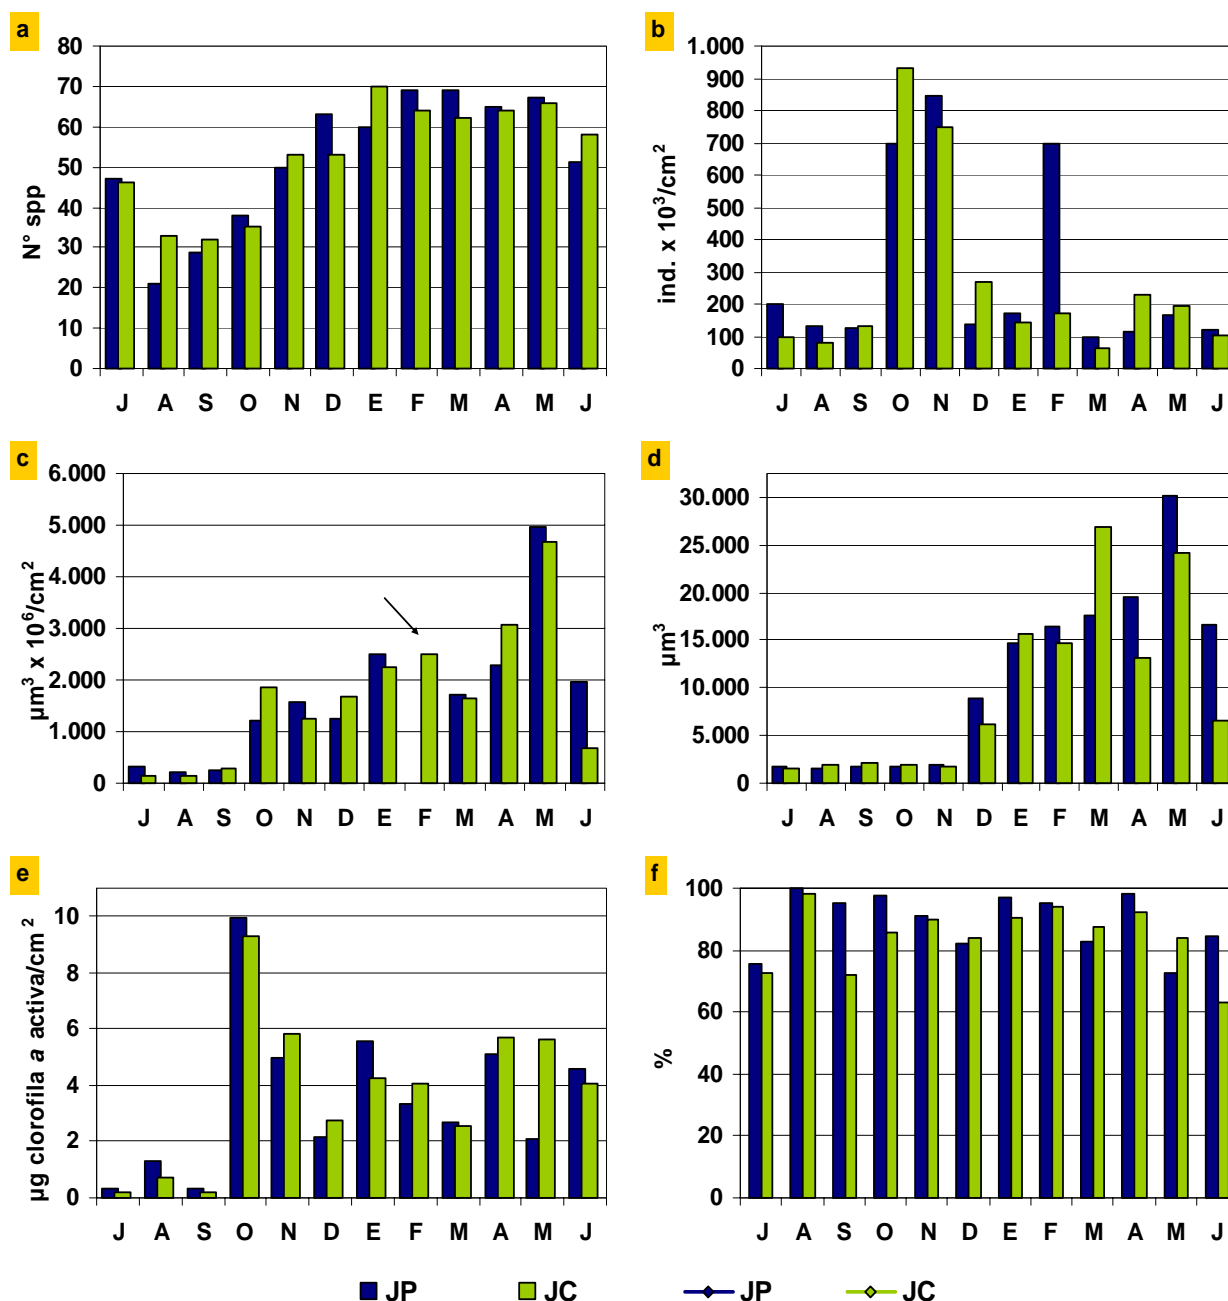 a
N° spp
80
70
60
50
40
30
20
10
0
J A S O N D E F M A M J
b
ind. x 10³/cm²
1.000
900
800
700
600
500
400
300
200
100
0
J A S O N D E F M A M J
c
µm³ x 10⁶/cm²
6.000
5.000
4.000
3.000
2.000
1.000
0
J A S O N D E F M A M J
d
µm³
30.000
25.000
20.000
15.000
10.000
5.000
0
J A S O N D E F M A M J
e
µg clorofila a activa/cm²
10
8
6
4
2
0
J A S O N D E F M A M J
f
%
100
80
60
40
20
0
J A S O N D E F M A M J
JP JC JP JC